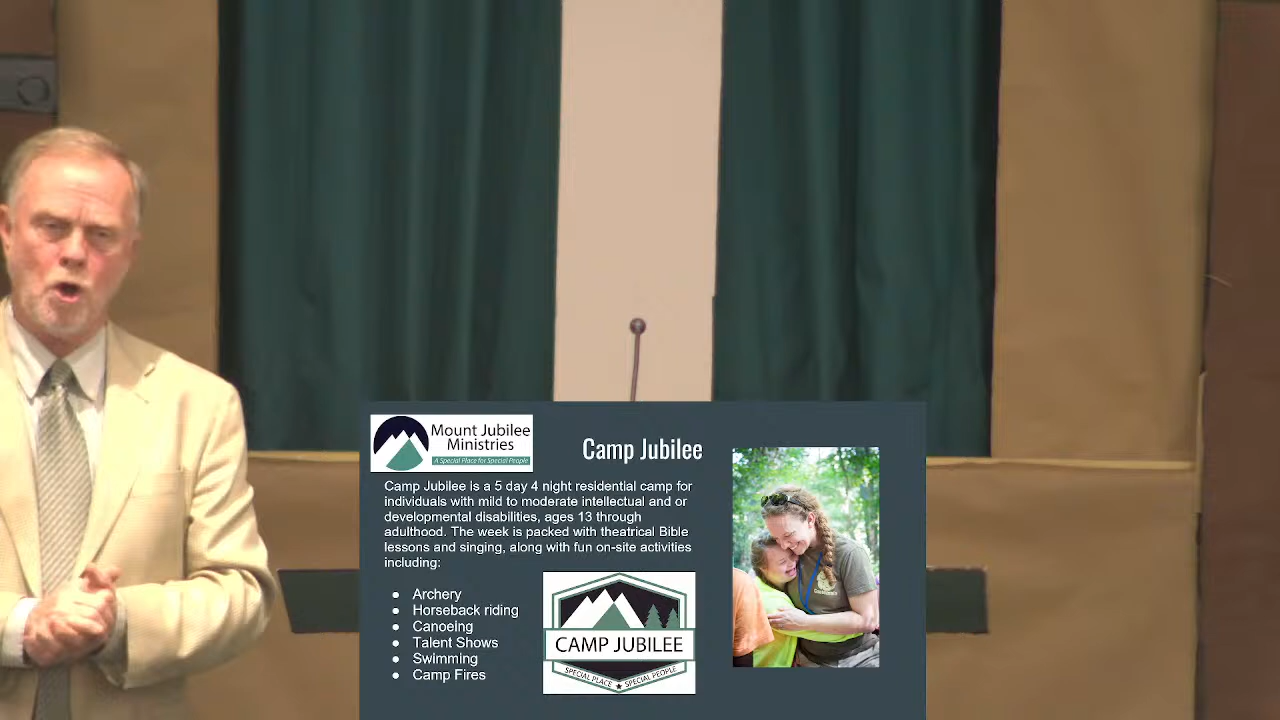 Mount Jubilee
Ministries
A Special Place for Special People
Camp Jubilee
Camp Jubilee is a 5 day 4 night residential camp for
individuals with mild to moderate intellectual and or
developmental disabilities, ages 13 through
adulthood. The week is packed with theatrical Bible
lessons and singing, along with fun on-site activities
including:
● Archery
● Horseback riding
● Canoeing
● Talent Shows
● Swimming
● Camp Fires
CAMP JUBILEE
SPECIAL PLACE ★ SPECIAL PEOPLE